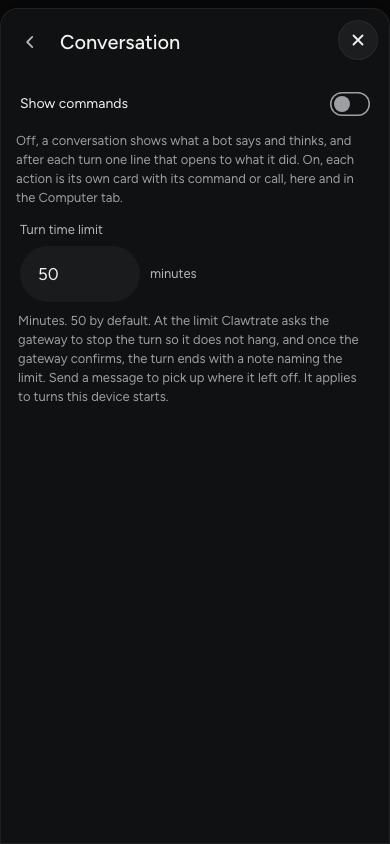 Conversation
Show commands
Off, a conversation shows what a bot says and thinks, and
after each turn one line that opens to what it did. On, each
action is its own card with its command or call, here and in
the Computer tab.
Turn time limit
50 minutes
Minutes. 50 by default. At the limit Clawtrate asks the
gateway to stop the turn so it does not hang, and once the
gateway confirms, the turn ends with a note naming the
limit. Send a message to pick up where it left off. It applies
to turns this device starts.